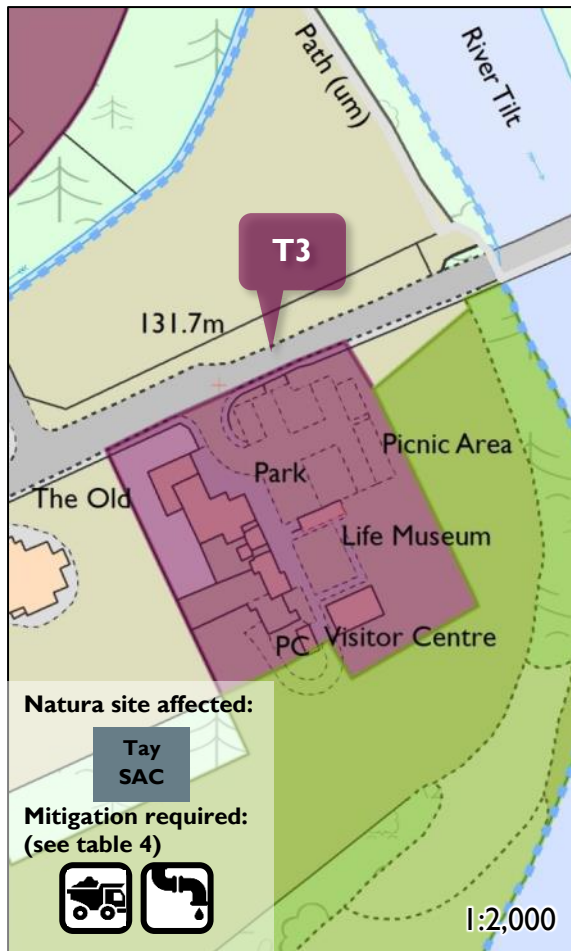 Path (um)
River Tilt
T3
131.7m
Picnic Area
Park
The Old
Life Museum
PC
Visitor Centre
Natura site affected:
Tay
SAC
Mitigation required:
(see table 4)
1:2,000